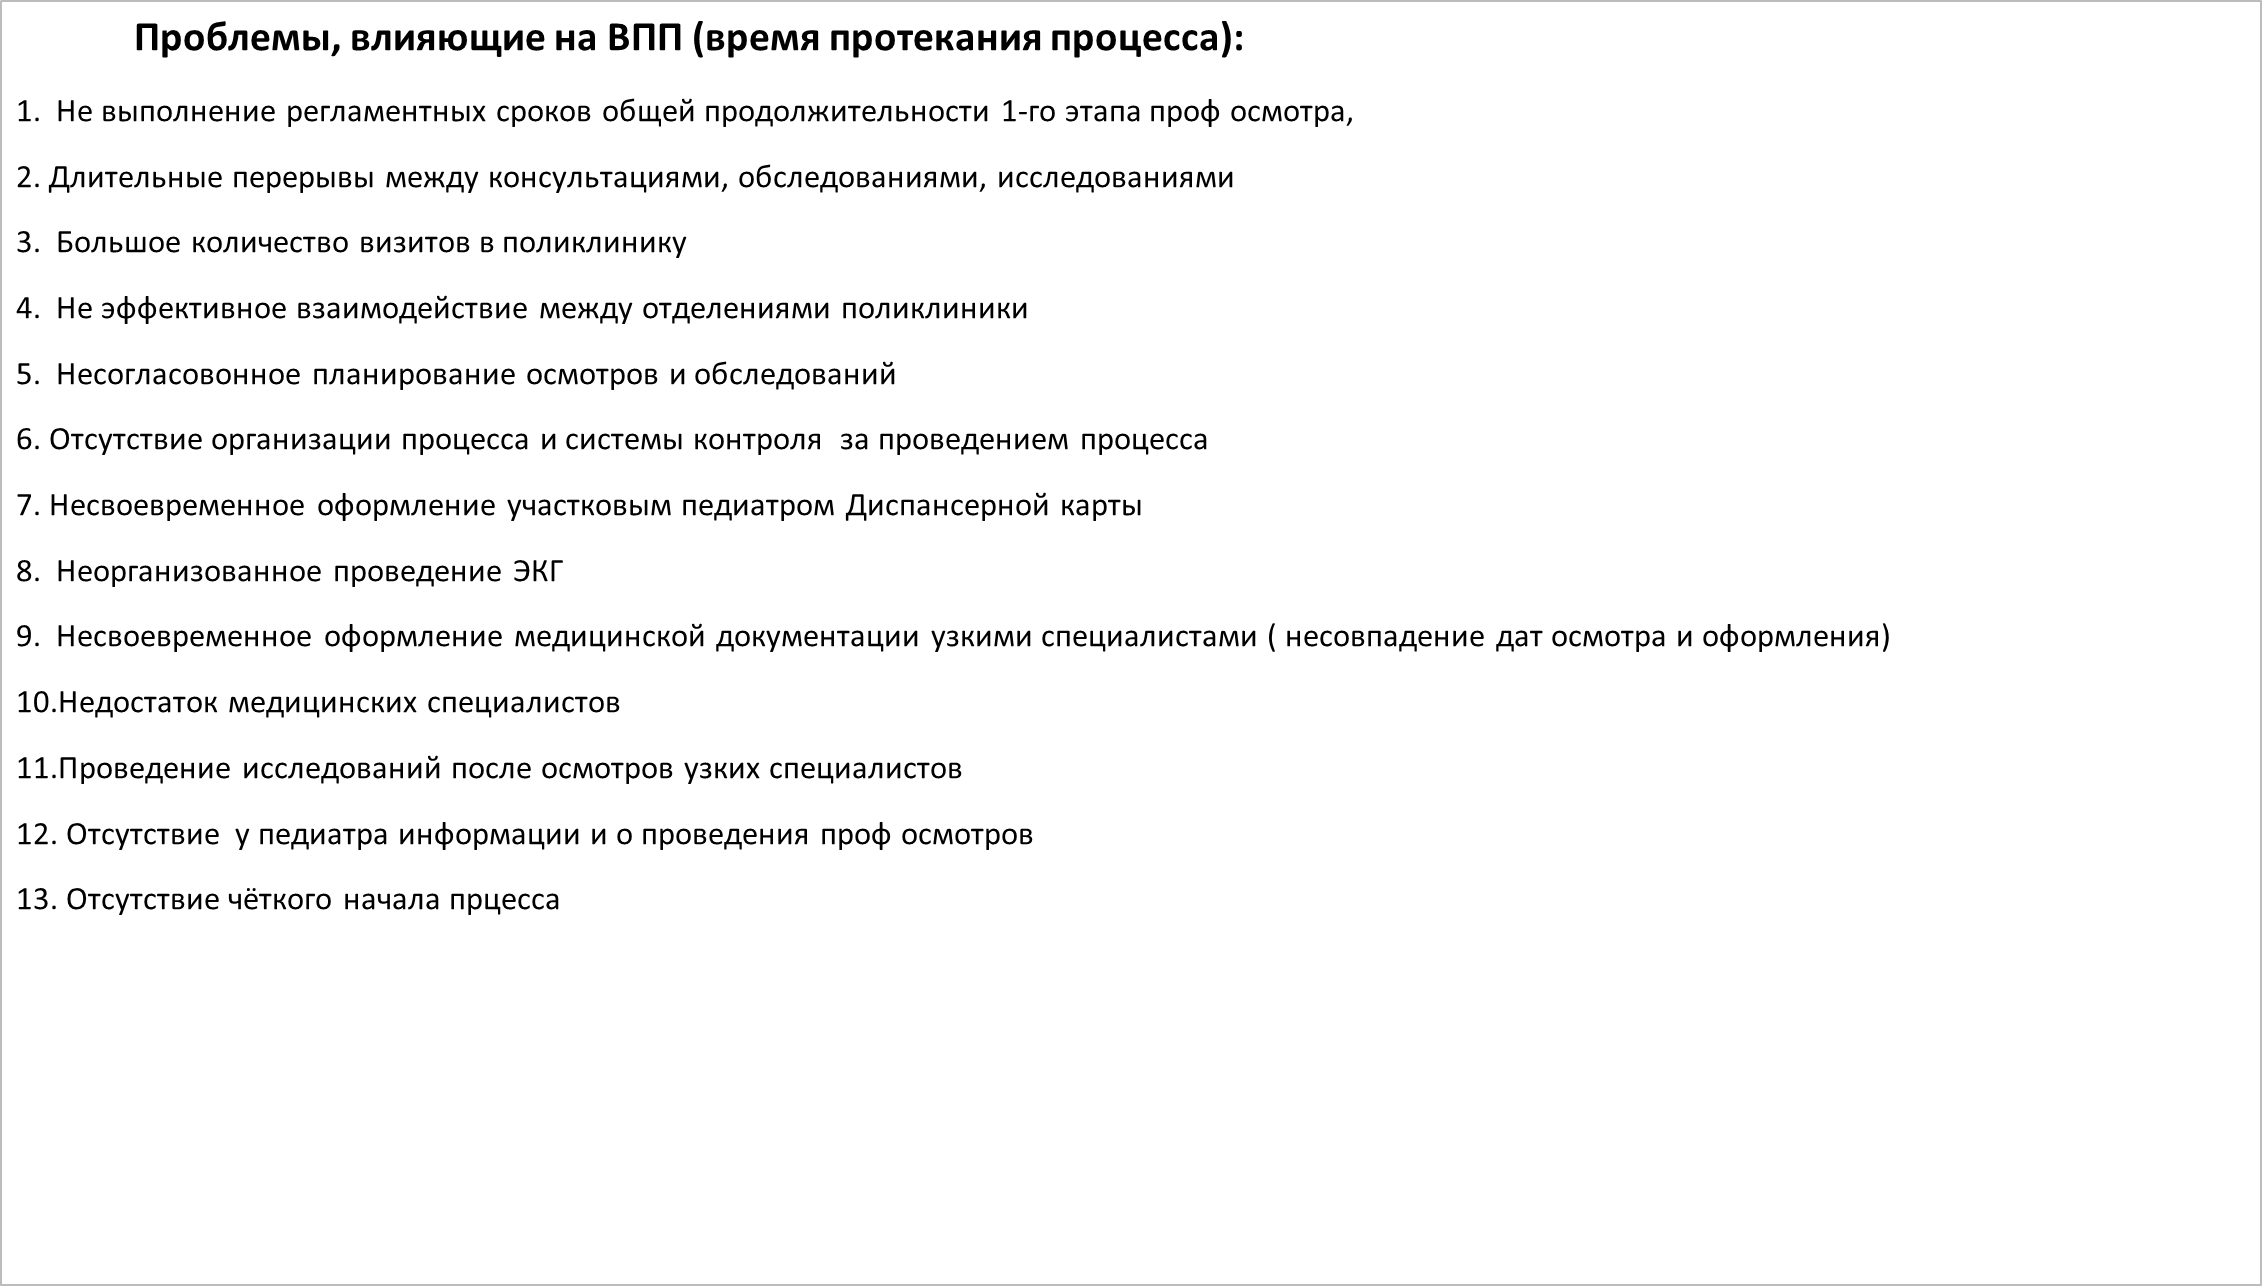 Проблемы, влияющие на ВПП (время протекания процесса):
1. Не выполнение регламентных сроков общей продолжительности 1-го этапа проф осмотра,
2. Длительные перерывы между консультациями, обследованиями, исследованиями
3. Большое количество визитов в поликлинику
4. Не эффективное взаимодействие между отделениями поликлиники
5. Несогласовонное планирование осмотров и обследований
6. Отсутствие организации процесса и системы контроля за проведением процесса
7. Несвоевременное оформление участковым педиатром Диспансерной карты
8. Неорганизованное проведение ЭКГ
9. Несвоевременное оформление медицинской документации узкими специалистами ( несовпадение дат осмотра и оформления)
10.Недостаток медицинских специалистов
11.Проведение исследований после осмотров узких специалистов
12. Отсутствие у педиатра информации и о проведения проф осмотров
13. Отсутствие чёткого начала прцесса